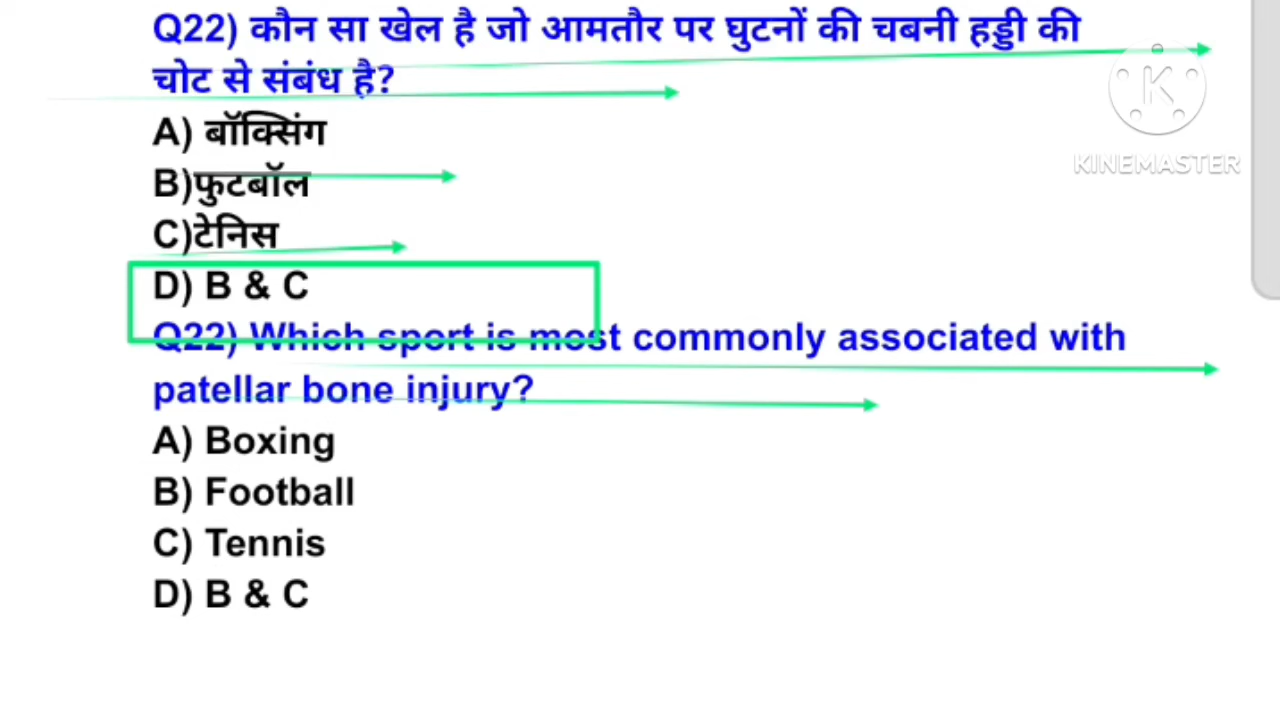 Q22) कौन सा खेल है जो आमतौर पर घुटनों की चबनी हड्डी की
चोट से संबंध है?
A) बॉक्सिंग
B)फुटबॉल
C)टेनिस
D) B & C
Q22) Which sport is most commonly associated with
patellar bone injury?
A) Boxing
B) Football
C) Tennis
D) B & C
K
KINEMASTER